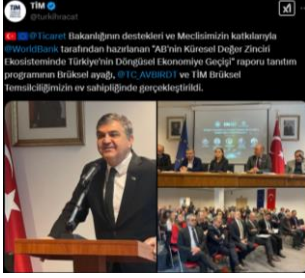 TİM
@turkihracat
@Ticaret Bakanlığının destekleri ve Meclisimizin katkılarıyla
@WorldBank tarafından hazırlanan "AB'nin Küresel Değer Zinciri
Ekosisteminde Türkiye'nin Döngüsel Ekonomiye Geçişi" raporu tanıtım
programının Brüksel ayağı, @TC_AVBIRDT ve TİM Brüksel
Temsilciliğimizin ev sahipliğinde gerçekleştirildi.